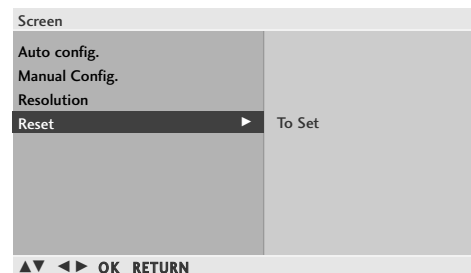 Screen
Auto config.
Manual Config.
Resolution
Reset ► To Set
▲▼ ◄► OK RETURN